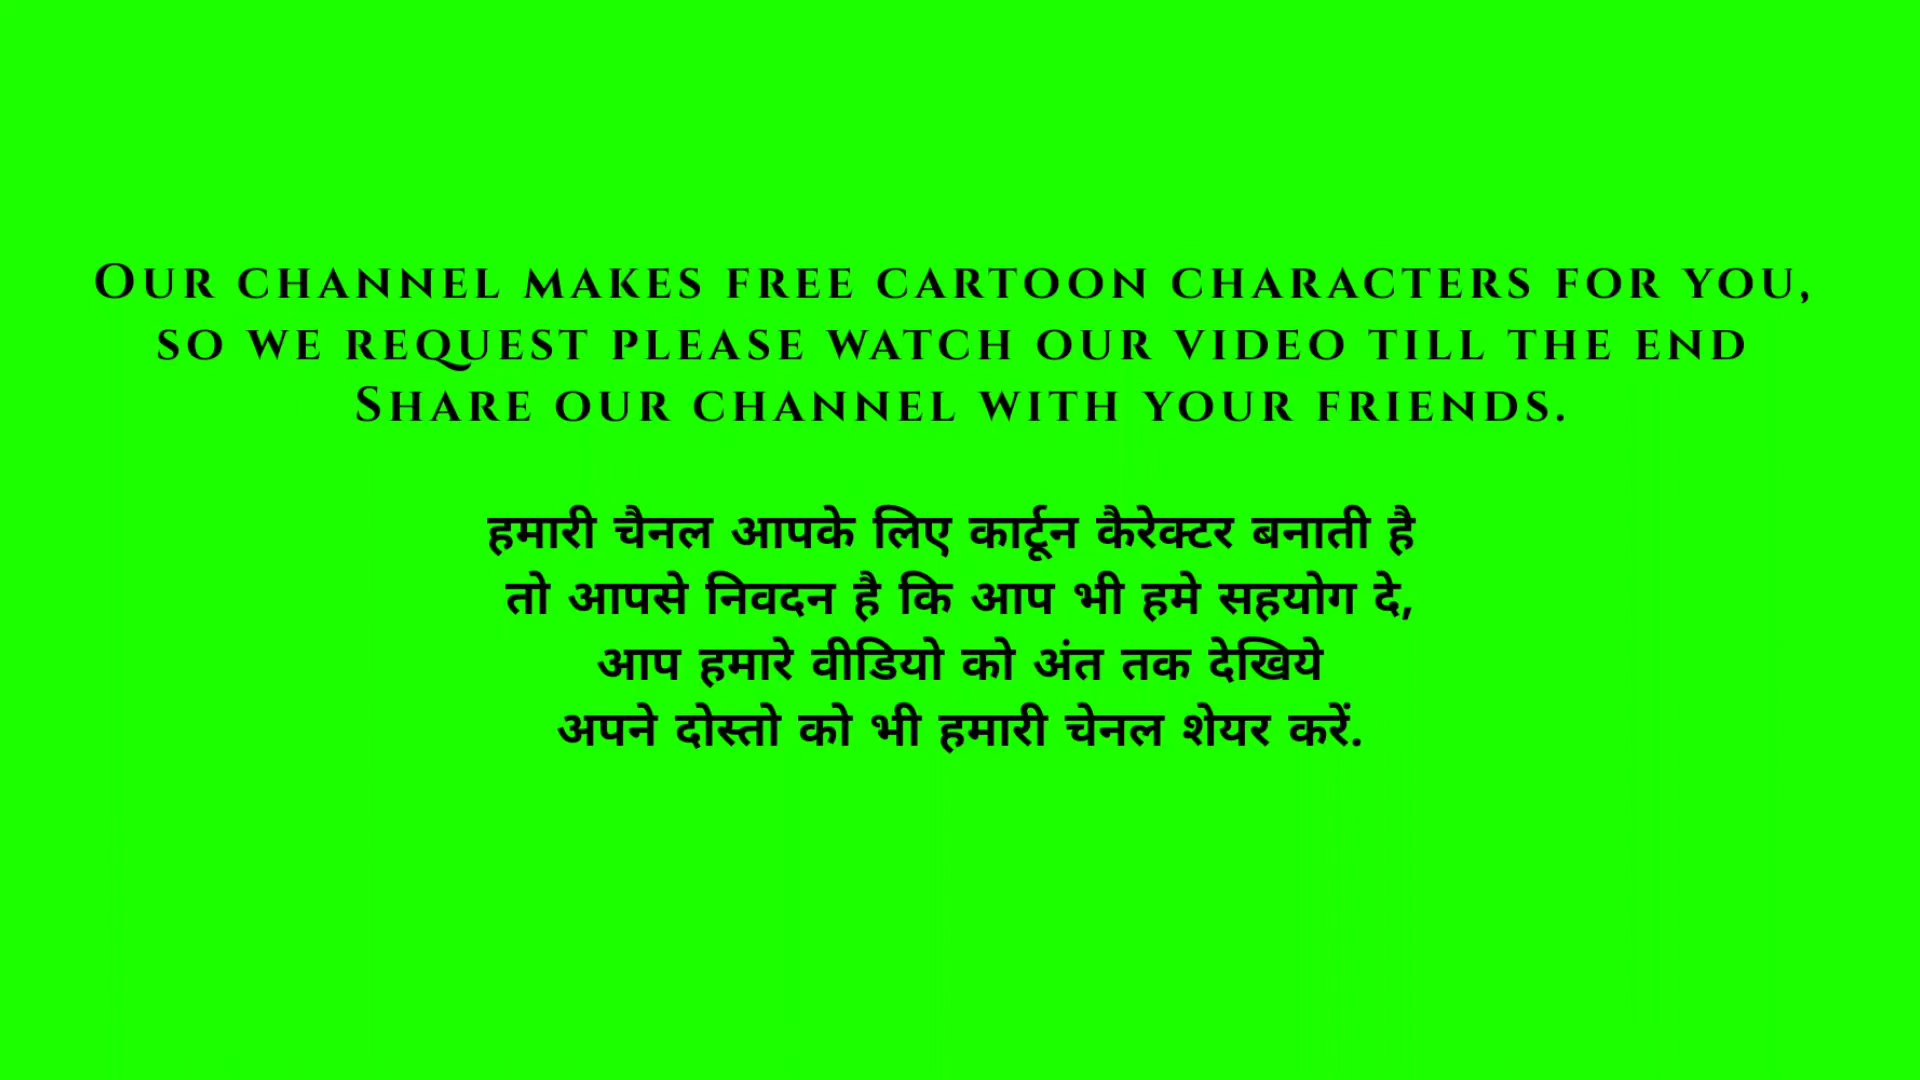 Our channel makes free cartoon characters for you,
so we request please watch our video till the end
Share our channel with your friends.
हमारी चैनल आपके लिए कार्टून कैरेक्टर बनाती है
तो आपसे निवदन है कि आप भी हमे सहयोग दे,
आप हमारे वीडियो को अंत तक देखिये
अपने दोस्तो को भी हमारी चेनल शेयर करें.